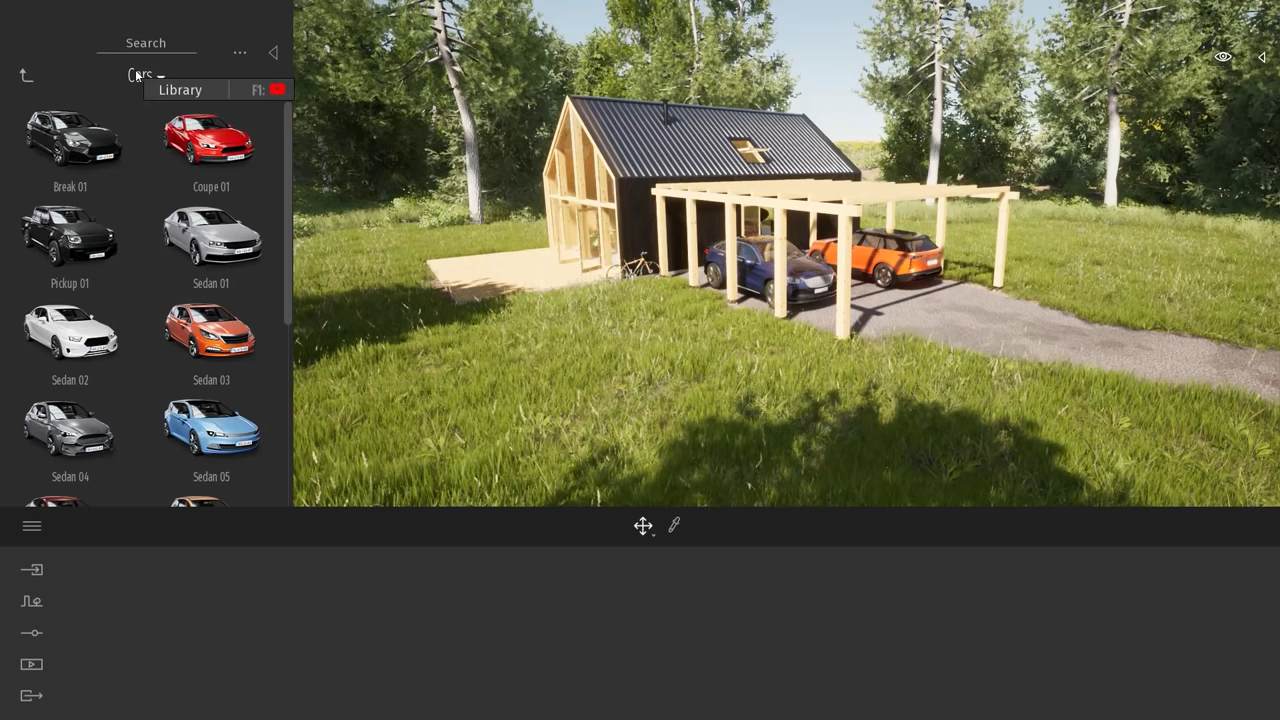 Search
Cars
Library
F1:
Break 01
Coupe 01
Pickup 01
Sedan 01
Sedan 02
Sedan 03
Sedan 04
Sedan 05